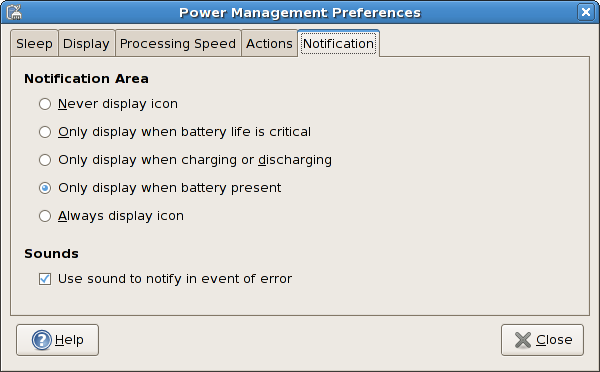 Power Management Preferences
Sleep Display Processing Speed Actions Notification
Notification Area
Never display icon
Only display when battery life is critical
Only display when charging or discharging
Only display when battery present
Always display icon
Sounds
Use sound to notify in event of error
Help Close